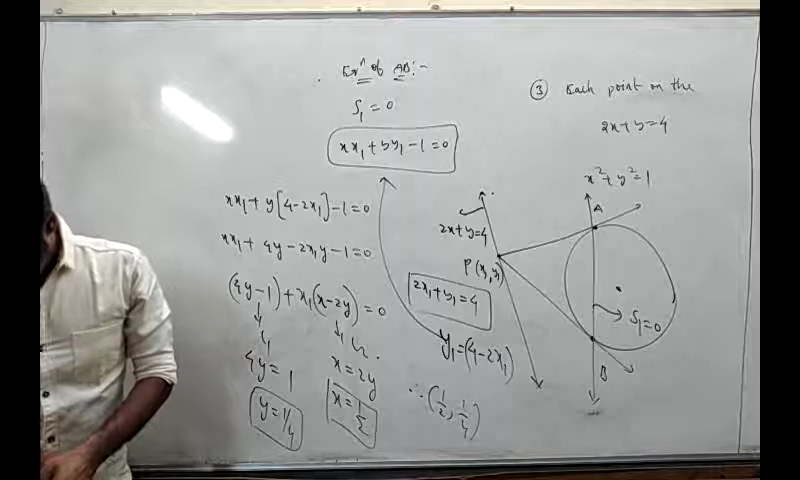 Eqⁿ of AB:-
S₁ = 0
xx₁ + yy₁ - 1 = 0
xx₁ + y[4-2x₁] - 1 = 0
xx₁ + 4y - 2x₁y - 1 = 0
(4y-1) + x₁(x-2y) = 0
L₁
L₂
4y = 1
x = 2y
y = 1/4
x = 1/2
③ Each point on the
2x+y=4
x²+y²=1
A
2x+y=4
P(x₁,y₁)
2x₁+y₁=4
S₁=0
y₁=(4-2x₁)
B
∴ (1/2, 1/4)